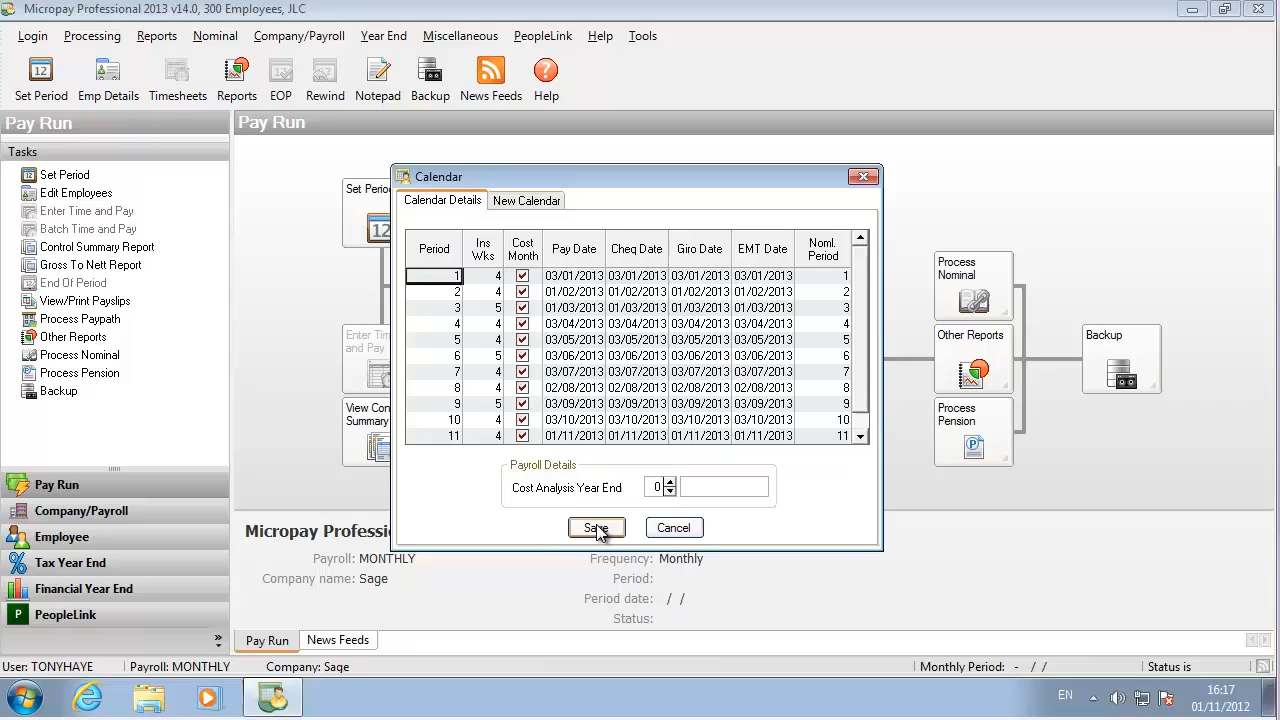 Micropay Professional 2013 v14.0, 300 Employees, JLC
Login Processing Reports Nominal Company/Payroll Year End Miscellaneous PeopleLink Help Tools
Set Period Emp Details Timesheets Reports EOP Rewind Notepad Backup News Feeds Help
Pay Run
Tasks
Set Period
Edit Employees
Enter Time and Pay
Batch Time and Pay
Control Summary Report
Gross To Nett Report
End Of Period
View/Print Payslips
Process Paypath
Other Reports
Process Nominal
Process Pension
Backup
Pay Run
Company/Payroll
Employee
Tax Year End
Financial Year End
PeopleLink
Pay Run
Set Perio
Enter Time
and Pay
View Con
Summary
Calendar
Calendar Details New Calendar
Period Ins Wks Cost Month Pay Date Cheq Date Giro Date EMT Date Noml. Period
1 4 03/01/2013 03/01/2013 03/01/2013 03/01/2013 1
2 4 01/02/2013 01/02/2013 01/02/2013 01/02/2013 2
3 5 01/03/2013 01/03/2013 01/03/2013 01/03/2013 3
4 4 03/04/2013 03/04/2013 03/04/2013 03/04/2013 4
5 4 03/05/2013 03/05/2013 03/05/2013 03/05/2013 5
6 5 03/06/2013 03/06/2013 03/06/2013 03/06/2013 6
7 4 03/07/2013 03/07/2013 03/07/2013 03/07/2013 7
8 4 02/08/2013 02/08/2013 02/08/2013 02/08/2013 8
9 5 03/09/2013 03/09/2013 03/09/2013 03/09/2013 9
10 4 03/10/2013 03/10/2013 03/10/2013 03/10/2013 10
11 4 01/11/2013 01/11/2013 01/11/2013 01/11/2013 11
Payroll Details
Cost Analysis Year End 0
Save Cancel
Process
Nominal
Other Reports
Process
Pension
Backup
Micropay Professi
Payroll: MONTHLY
Company name: Sage
Frequency: Monthly
Period:
Period date: / /
Status:
Pay Run News Feeds
User: TONYHAYE Payroll: MONTHLY Company: Sage Monthly Period: - / / Status is
EN
16:17
01/11/2012